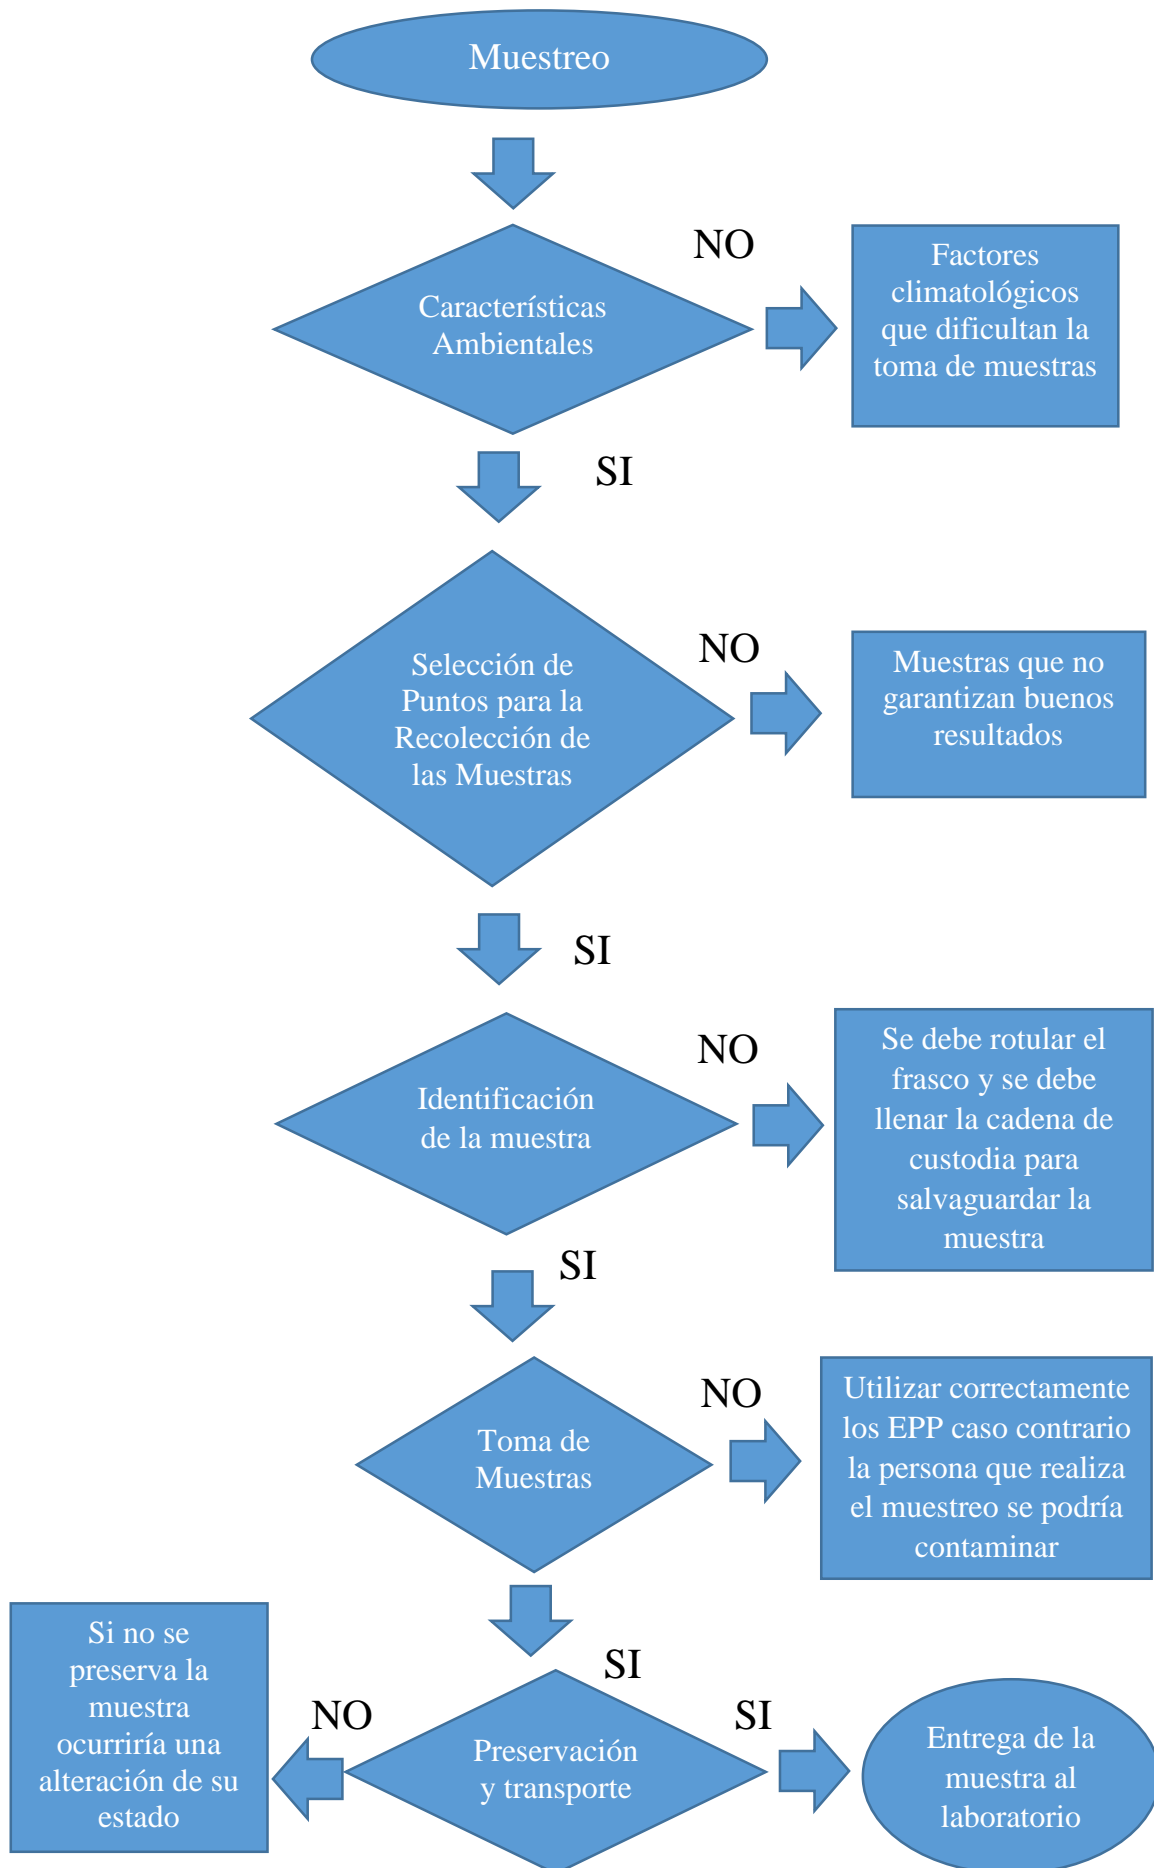 Muestreo
NO
Características
Ambientales
Factores
climatológicos
que dificultan la
toma de muestras
SI
NO
Selección de
Puntos para la
Recolección de
las Muestras
Muestras que no
garantizan buenos
resultados
SI
NO
Identificación
de la muestra
Se debe rotular el
frasco y se debe
llenar la cadena de
custodia para
salvaguardar la
muestra
SI
NO
Toma de
Muestras
Utilizar correctamente
los EPP caso contrario
la persona que realiza
el muestreo se podría
contaminar
SI
Si no se
preserva la
muestra
ocurriría una
alteración de su
estado
NO
Preservación
y transporte
SI
Entrega de la
muestra al
laboratorio